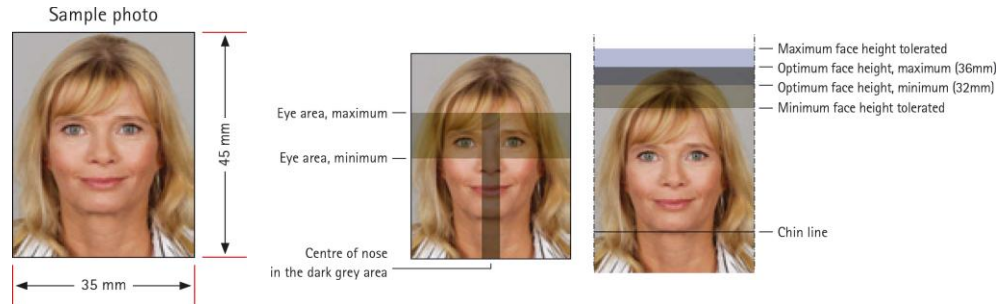 Sample photo
45 mm
35 mm
Eye area, maximum
Eye area, minimum
Centre of nose
in the dark grey area
Maximum face height tolerated
Optimum face height, maximum (36mm)
Optimum face height, minimum (32mm)
Minimum face height tolerated
Chin line